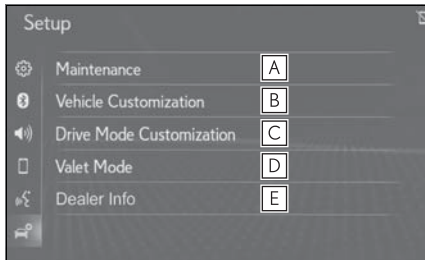 Setup
Maintenance A
Vehicle Customization B
Drive Mode Customization C
Valet Mode D
Dealer Info E